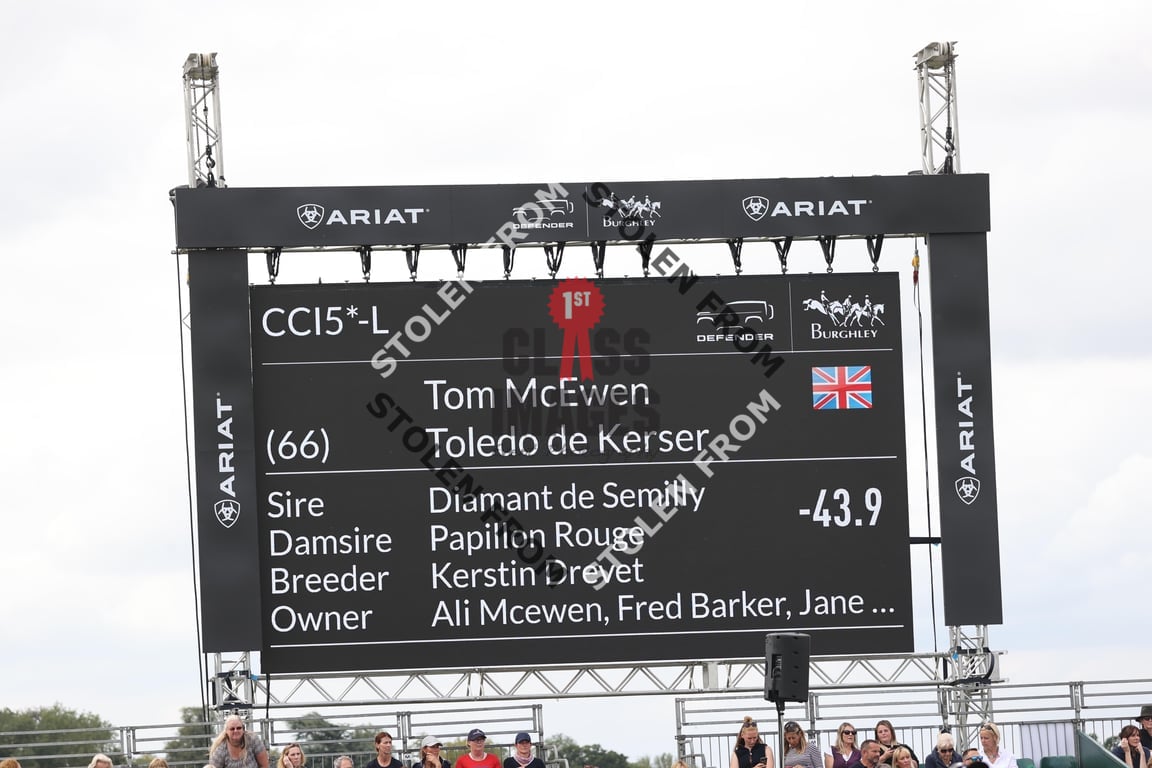 ARIAT DEFENDER BURGHLEY ARIAT
CCI5*-L DEFENDER BURGHLEY
Tom McEwen
(66) Toledo de Kerser
Sire Diamant de Semilly -43.9
Damsire Papillon Rouge
Breeder Kerstin Drevet
Owner Ali Mcewen, Fred Barker, Jane ...
ARIAT
ARIAT
1ST
CLASS
IMAGES
STOLEN FROM
STOLEN FROM
STOLEN FROM
STOLEN FROM